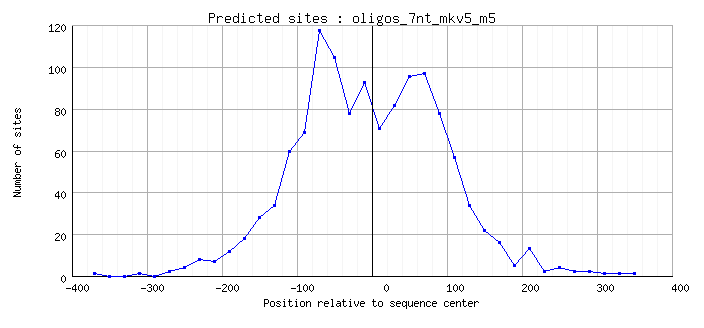 Predicted sites : oligos_7nt_mkv5_m5
120
100
80
60
40
20
0
Number of sites
-400 -300 -200 -100 0 100 200 300 400
Position relative to sequence center